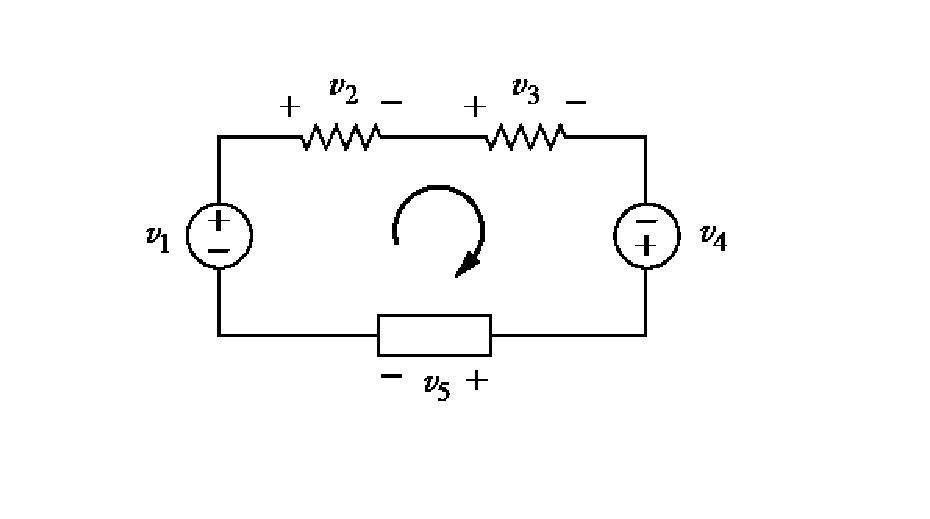 v2
+ − + v3 −
+
−
v1
−
+
v4
− v5 +